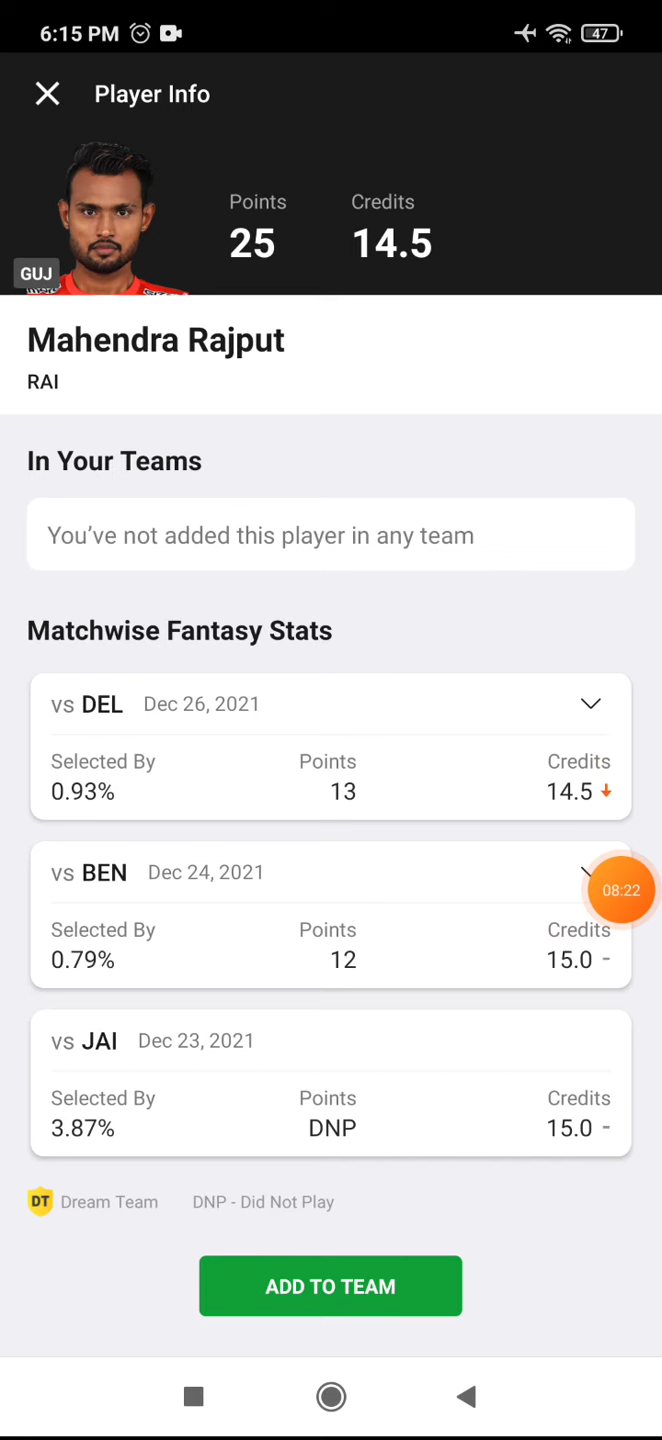 6:15 PM
47
Player Info
Points
Credits
25
14.5
GUJ
Mahendra Rajput
RAI
In Your Teams
You’ve not added this player in any team
Matchwise Fantasy Stats
vs DEL Dec 26, 2021
Selected By Points Credits
0.93% 13 14.5
vs BEN Dec 24, 2021
08:22
Selected By Points Credits
0.79% 12 15.0 -
vs JAI Dec 23, 2021
Selected By Points Credits
3.87% DNP 15.0 -
DT Dream Team DNP - Did Not Play
ADD TO TEAM